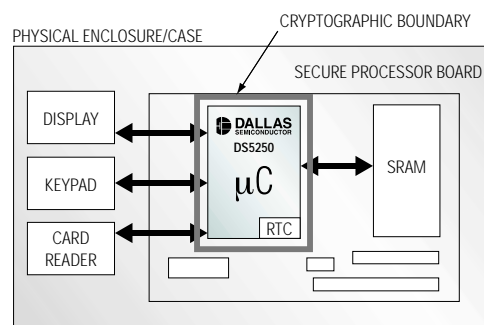 CRYPTOGRAPHIC BOUNDARY
PHYSICAL ENCLOSURE/CASE
SECURE PROCESSOR BOARD
DISPLAY
DALLAS
SEMICONDUCTOR
DS5250
µC
RTC
SRAM
KEYPAD
CARD
READER